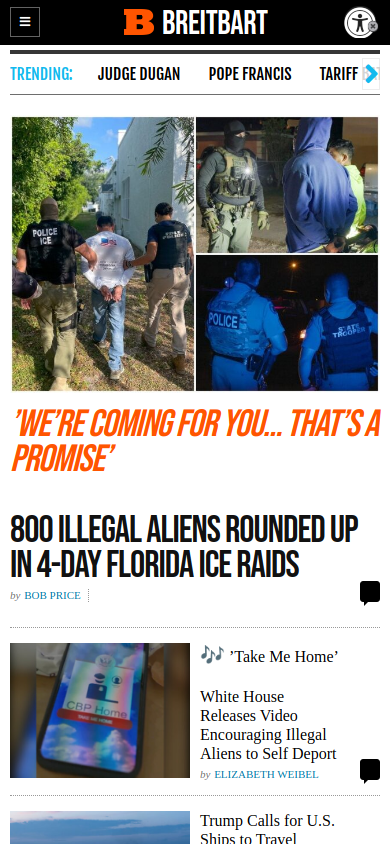 BREITBART
TRENDING: JUDGE DUGAN POPE FRANCIS TARIFF
POLICE
ICE
POLICE
STATE
TROOPER
’WE’RE COMING FOR YOU… THAT’S A
PROMISE’
800 ILLEGAL ALIENS ROUNDED UP
IN 4-DAY FLORIDA ICE RAIDS
by BOB PRICE
CBP Home
TAKE ME HOME
🎶 ’Take Me Home’
White House
Releases Video
Encouraging Illegal
Aliens to Self Deport
by ELIZABETH WEIBEL
Trump Calls for U.S.
Ships to Travel